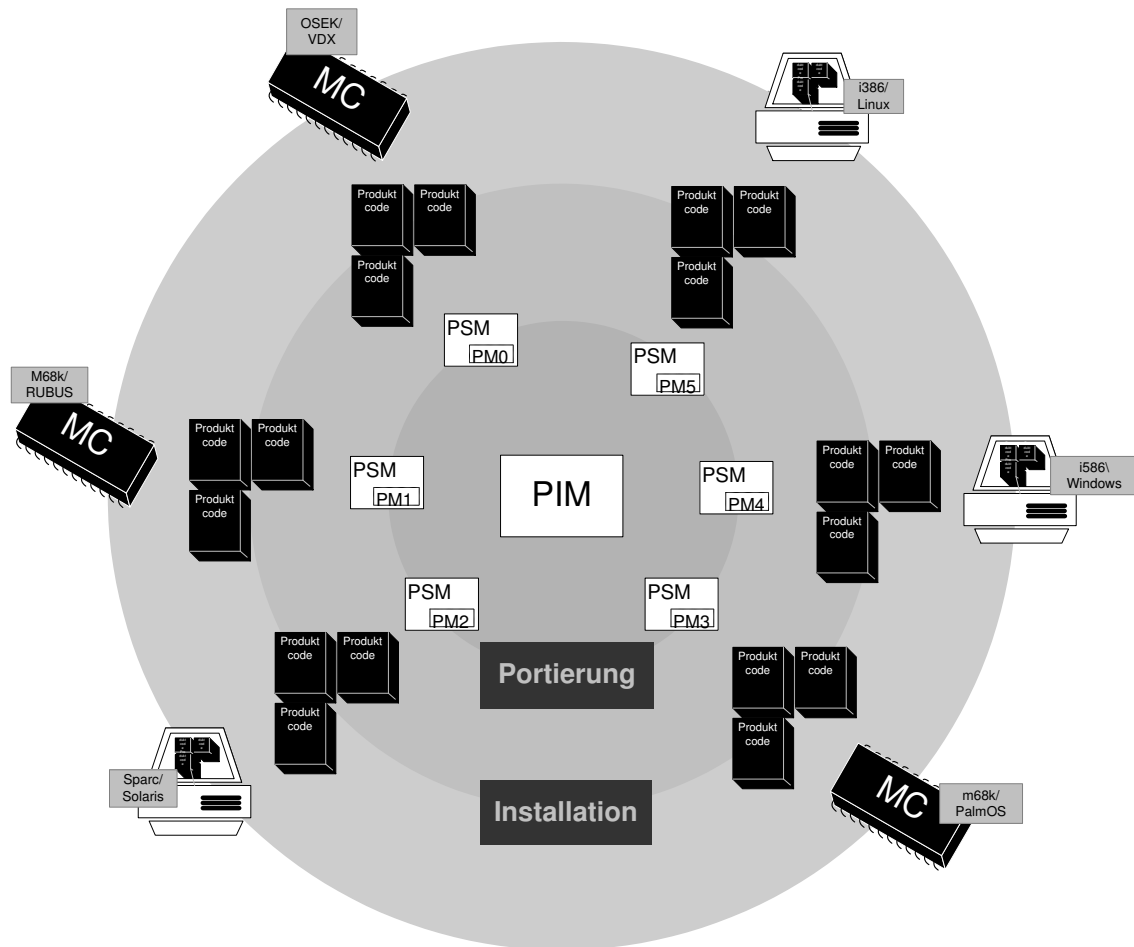 OSEK/
VDX
MC
i386/
Linux
Produkt
code
Produkt
code
Produkt
code
Produkt
code
Produkt
code
Produkt
code
PSM
PM0
PSM
PM5
M68k/
RUBUS
MC
Produkt
code
Produkt
code
Produkt
code
PSM
PM1
PIM
PSM
PM4
Produkt
code
Produkt
code
Produkt
code
i586\
Windows
PSM
PM2
PSM
PM3
Produkt
code
Produkt
code
Produkt
code
Portierung
Produkt
code
Produkt
code
Produkt
code
Sparc/
Solaris
Installation
MC
m68k/
PalmOS